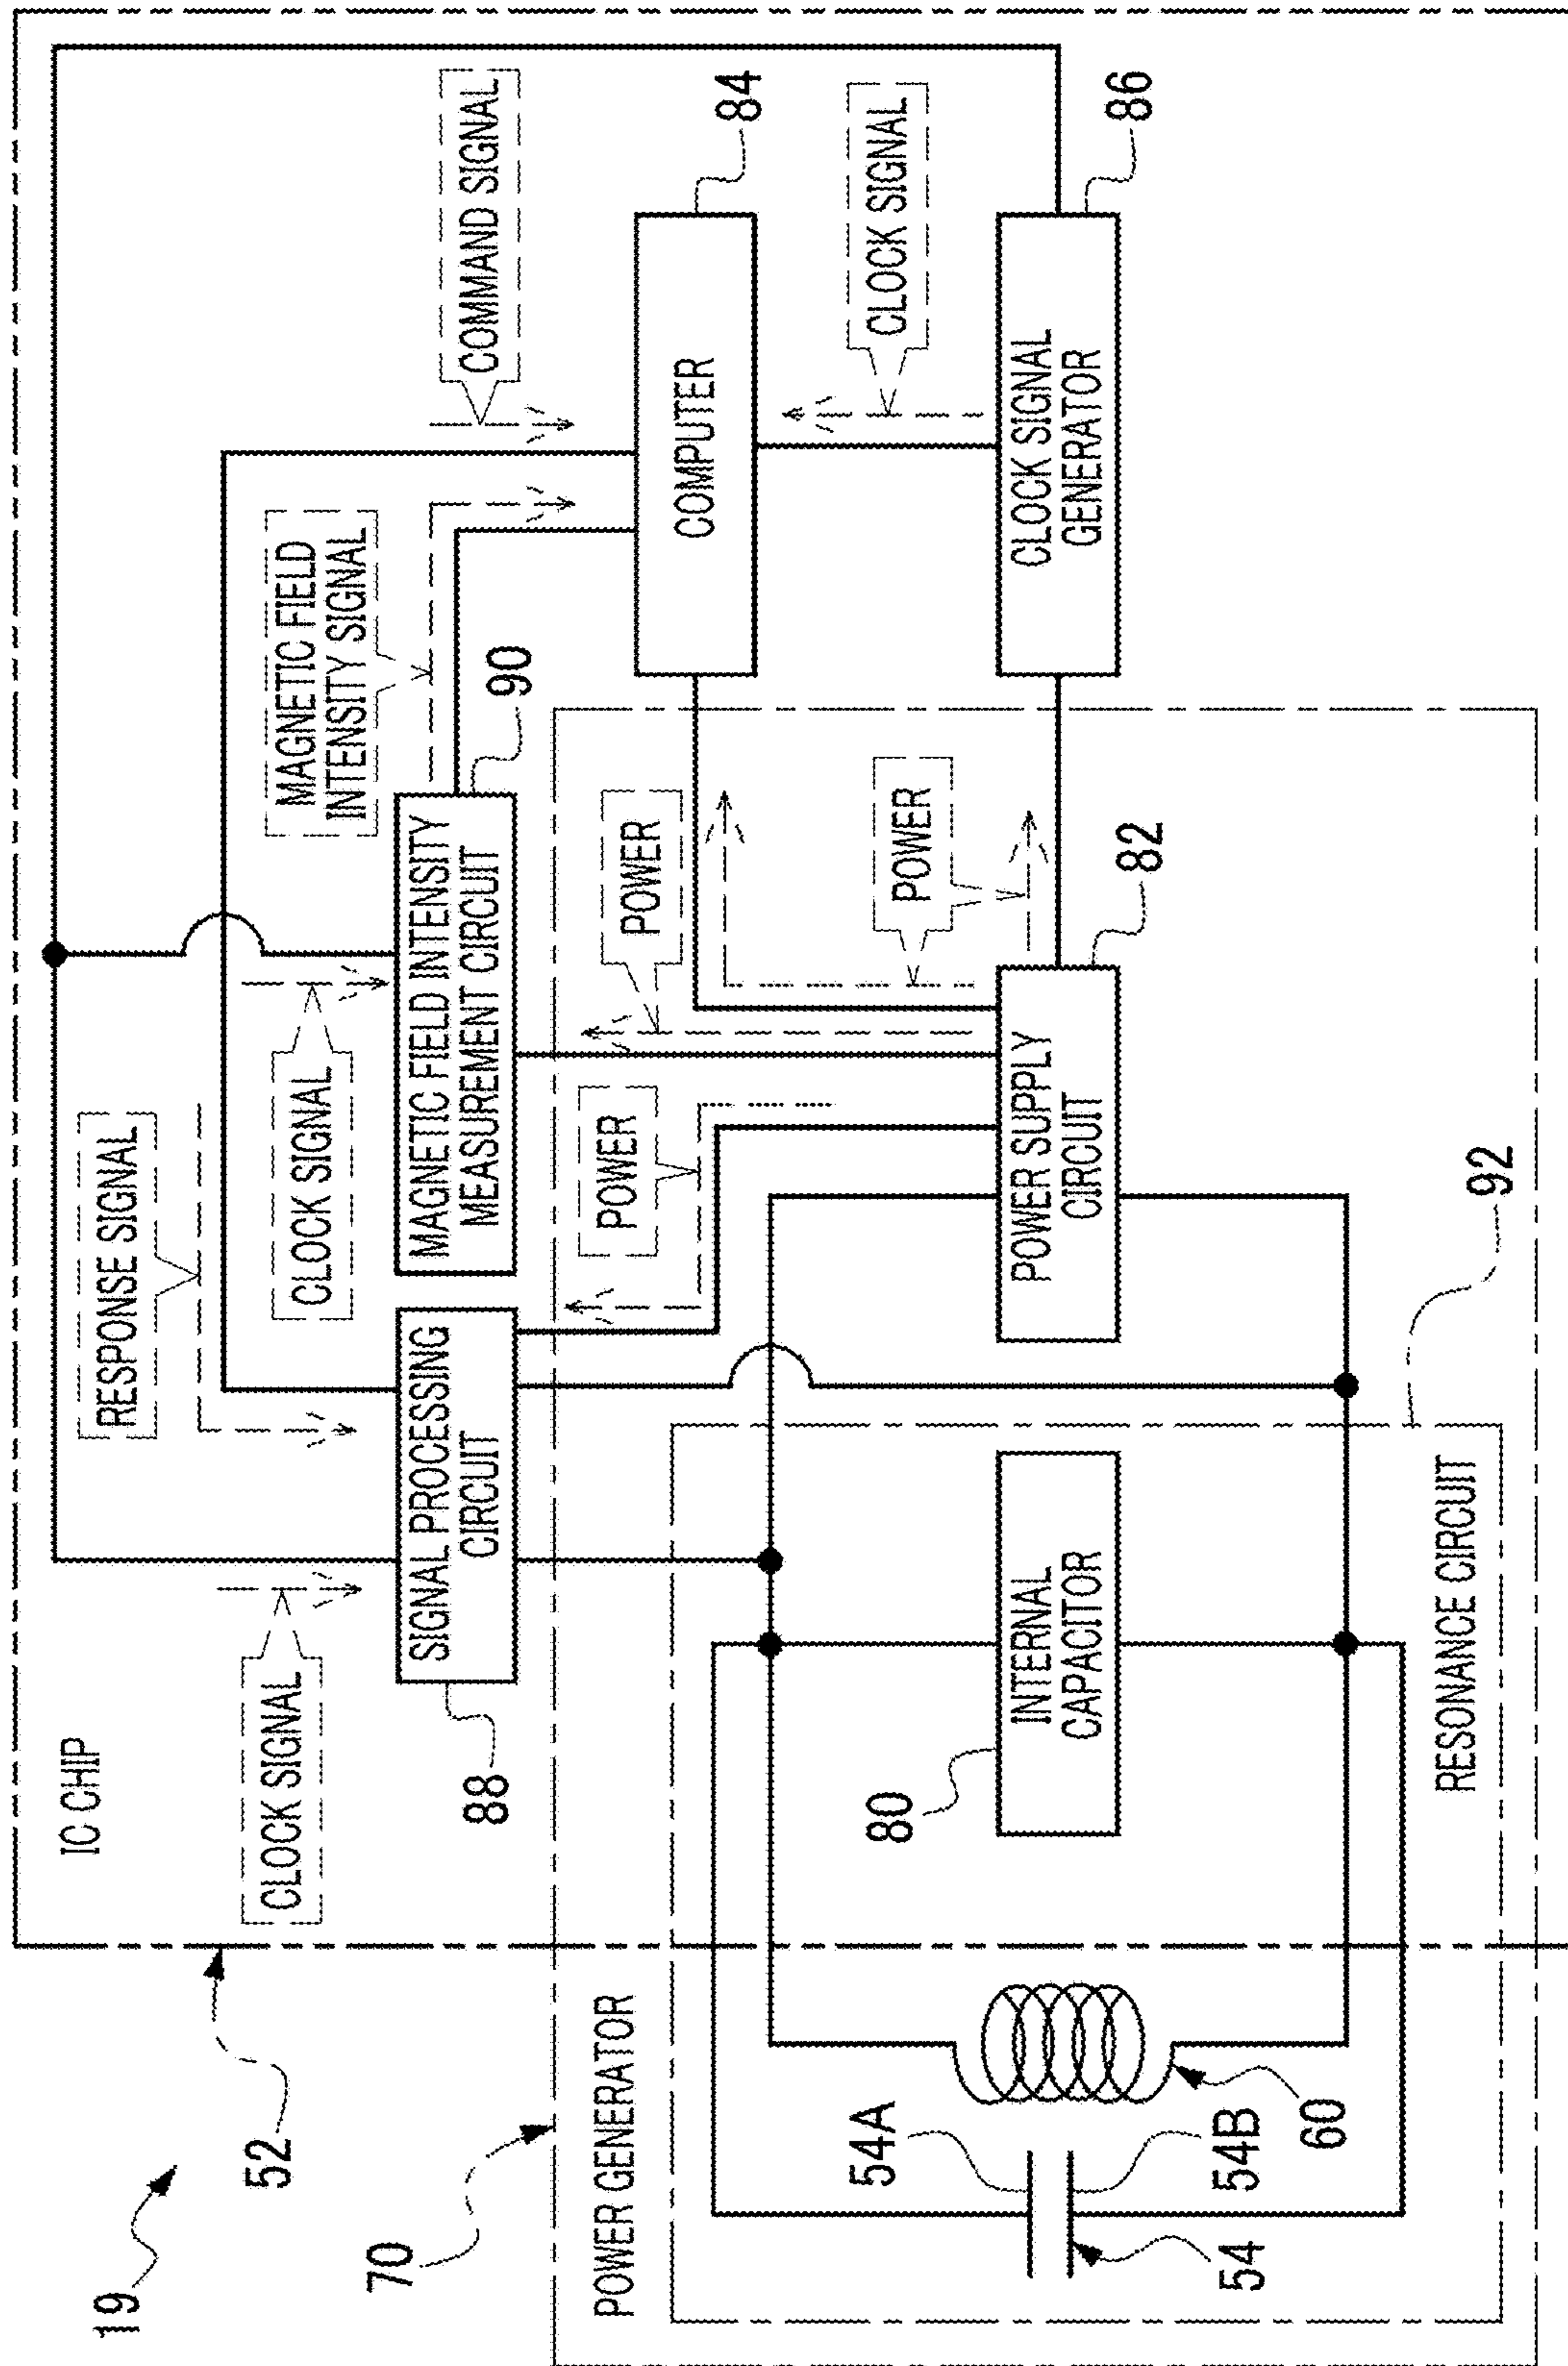 19
52
IC CHIP
CLOCK SIGNAL
RESPONSE SIGNAL
CLOCK SIGNAL
MAGNETIC FIELD
INTENSITY SIGNAL
COMMAND SIGNAL
88
SIGNAL PROCESSING
CIRCUIT
MAGNETIC FIELD INTENSITY
MEASUREMENT CIRCUIT
90
70
POWER GENERATOR
POWER
POWER
COMPUTER
84
POWER
CLOCK SIGNAL
54A
80
INTERNAL
CAPACITOR
POWER SUPPLY
CIRCUIT
82
CLOCK SIGNAL
GENERATOR
86
54
54B
60
RESONANCE CIRCUIT
92